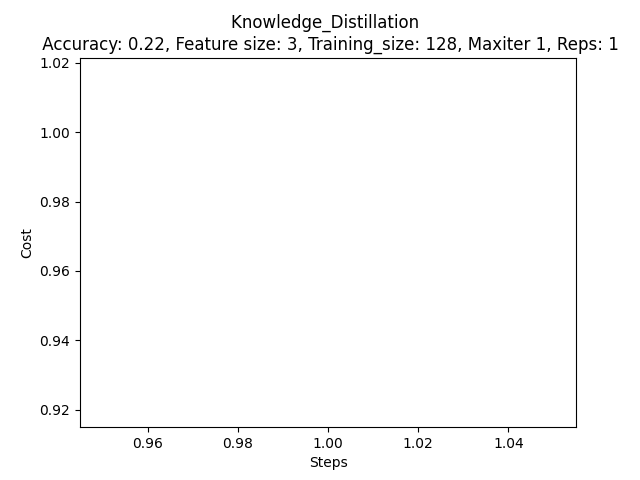 Knowledge_Distillation
Accuracy: 0.22, Feature size: 3, Training_size: 128, Maxiter 1, Reps: 1
1.02
1.00
0.98
0.96
0.94
0.92
Cost
0.96 0.98 1.00 1.02 1.04
Steps